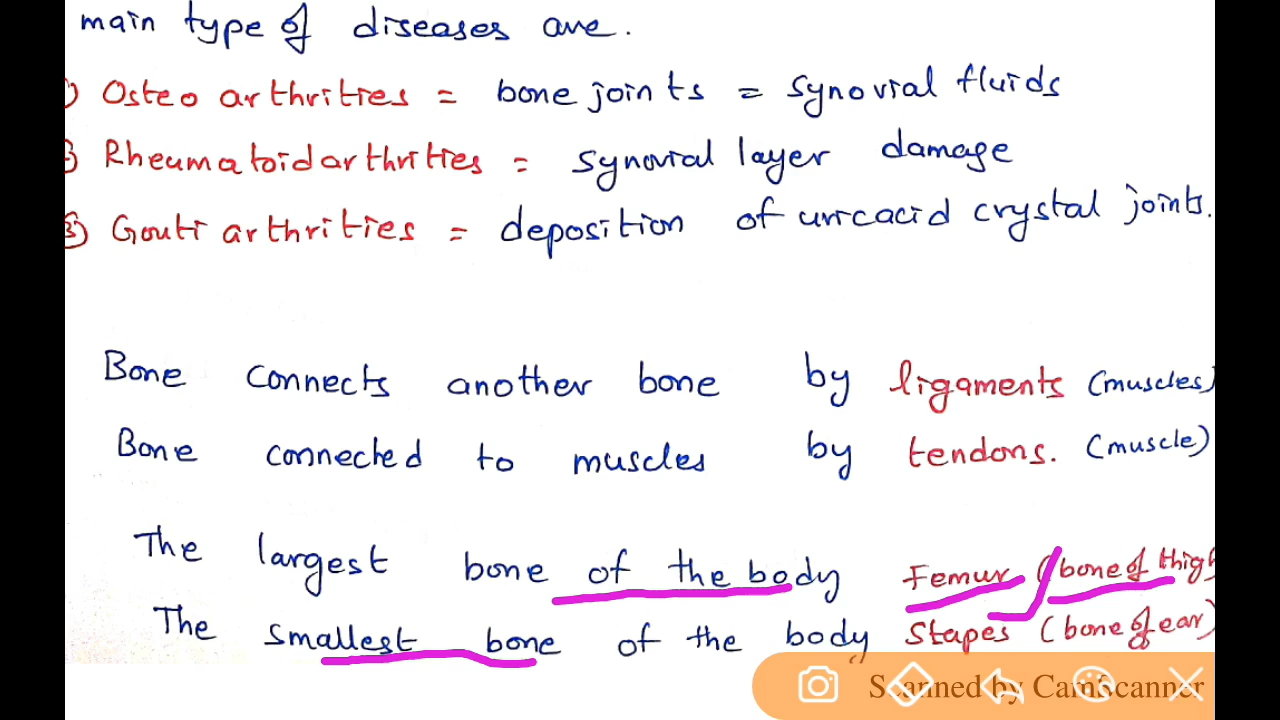 main type of diseases are.
1) Osteo arthrities = bone joints = synovial fluids
2) Rheumatoidarthrities = synovial layer damage
3) Gouti arthrities = deposition of uricacid crystal joints.
Bone connects another bone by ligaments (muscles)
Bone connected to muscles by tendons. (muscle)
The largest bone of the body Femur (bone of thigh
The smallest bone of the body Stapes (bone of ear)
Scanned by CamScanner